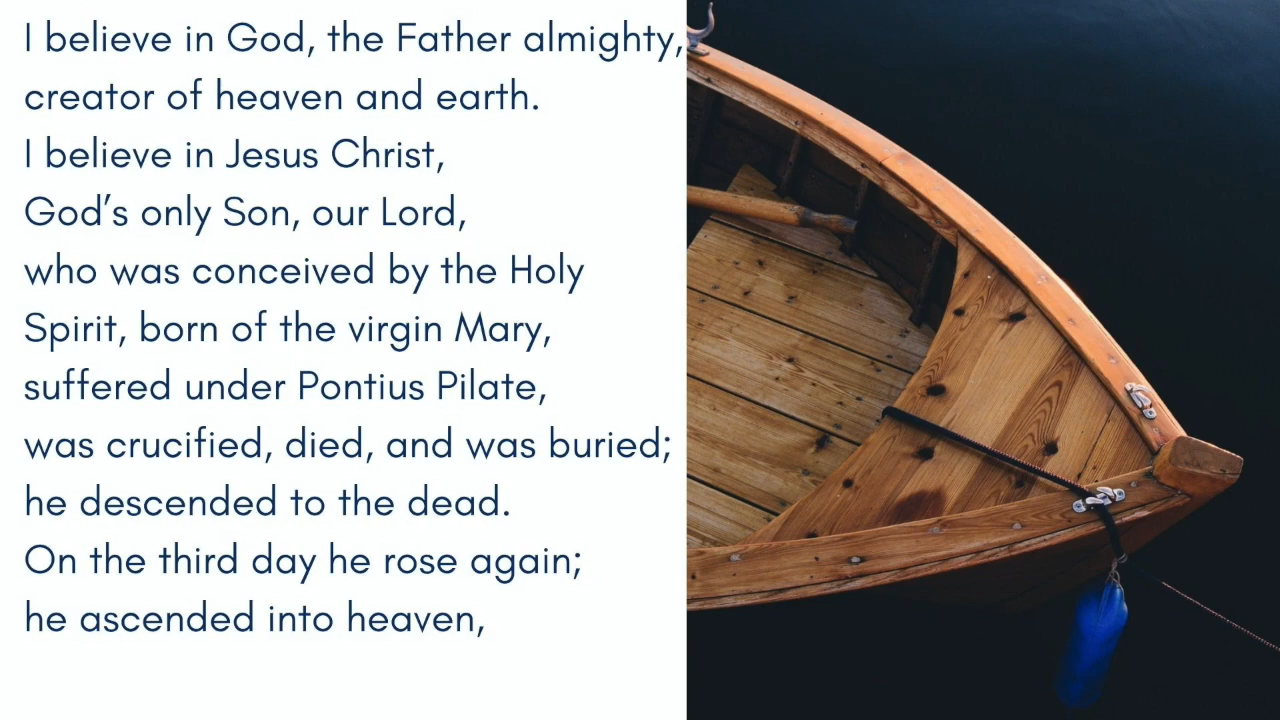 I believe in God, the Father almighty,
creator of heaven and earth.
I believe in Jesus Christ,
God’s only Son, our Lord,
who was conceived by the Holy
Spirit, born of the virgin Mary,
suffered under Pontius Pilate,
was crucified, died, and was buried;
he descended to the dead.
On the third day he rose again;
he ascended into heaven,